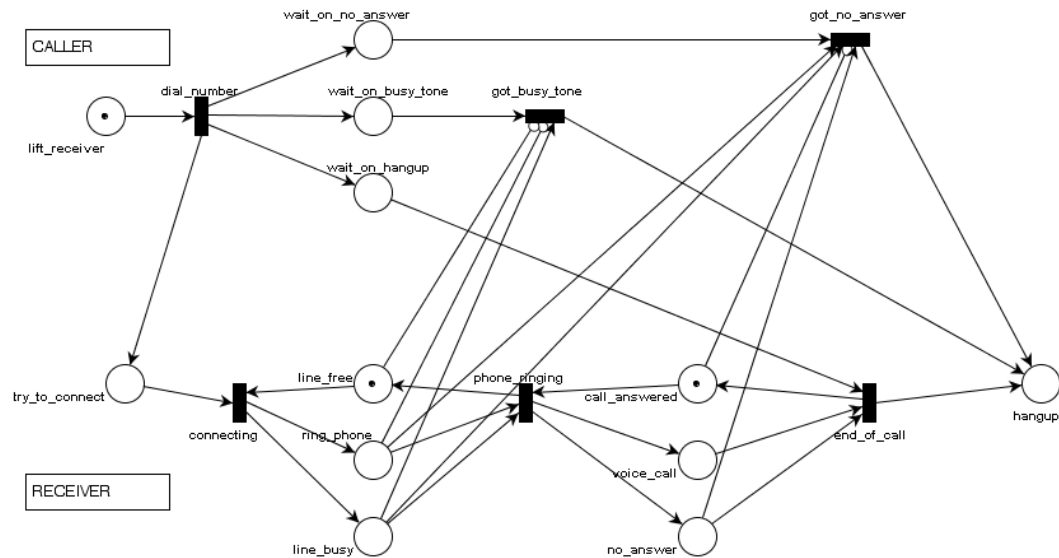 wait_on_no_answer
got_no_answer
CALLER
dial_number
wait_on_busy_tone
got_busy_tone
lift_receiver
wait_on_hangup
line_free
phone_ringing
call_answered
try_to_connect
hangup
connecting
ring_phone
end_of_call
voice_call
RECEIVER
line_busy
no_answer